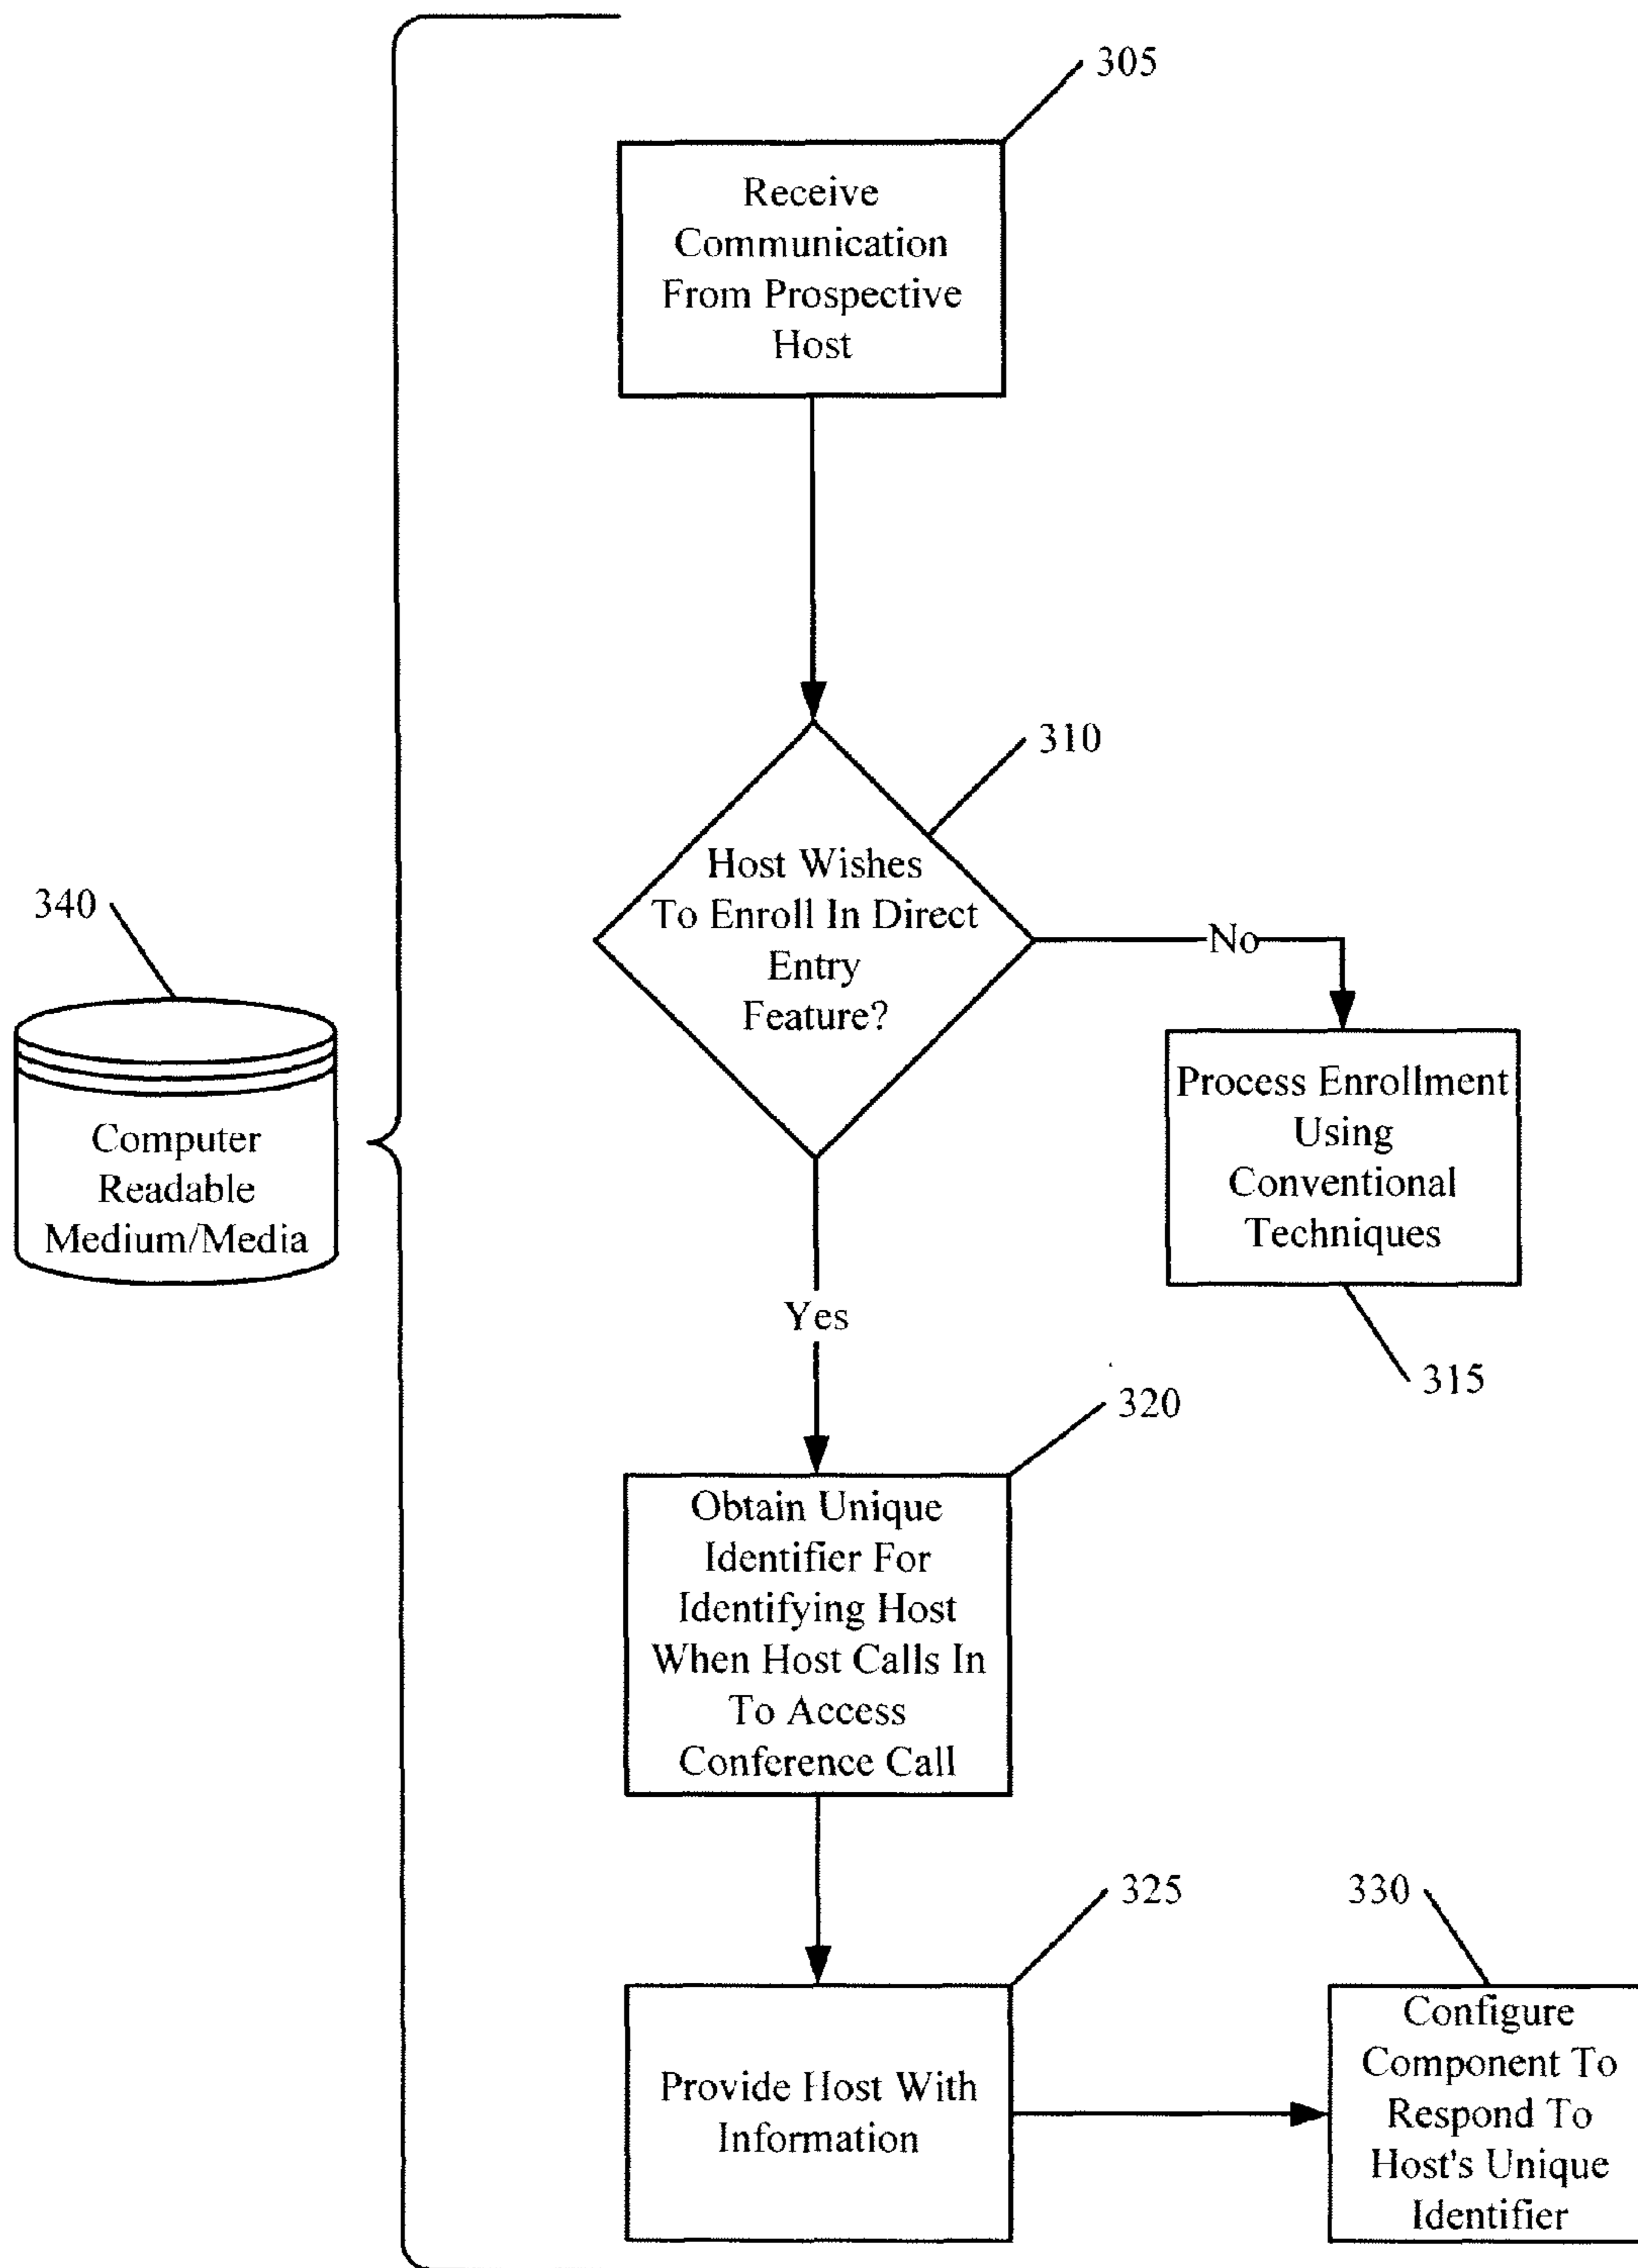 305
Receive
Communication
From Prospective
Host
310
Host Wishes
To Enroll In Direct
Entry
Feature?
No
340
Computer
Readable
Medium/Media
Process Enrollment
Using
Conventional
Techniques
315
Yes
320
Obtain Unique
Identifier For
Identifying Host
When Host Calls In
To Access
Conference Call
325
Provide Host With
Information
330
Configure
Component To
Respond To
Host's Unique
Identifier